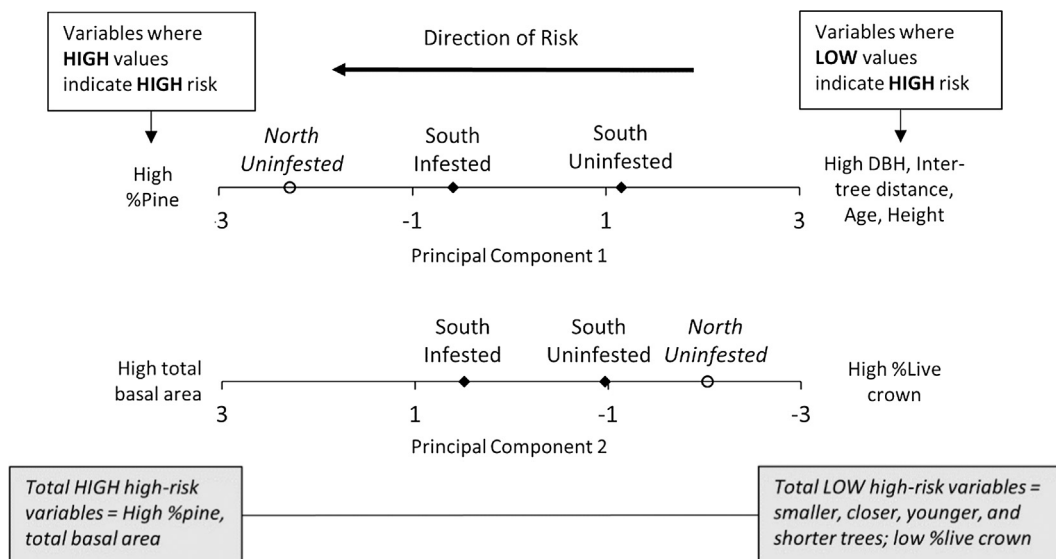 Variables where
HIGH values
indicate HIGH risk
Direction of Risk
Variables where
LOW values
indicate HIGH risk
North
Uninfested
South
Infested
South
Uninfested
High
%Pine
High DBH, Inter-
tree distance,
Age, Height
-3
-1
1
3
Principal Component 1
South
Infested
South
Uninfested
North
Uninfested
High total
basal area
High %Live
crown
3
1
-1
-3
Principal Component 2
Total HIGH high-risk
variables = High %pine,
total basal area
Total LOW high-risk variables =
smaller, closer, younger, and
shorter trees; low %live crown